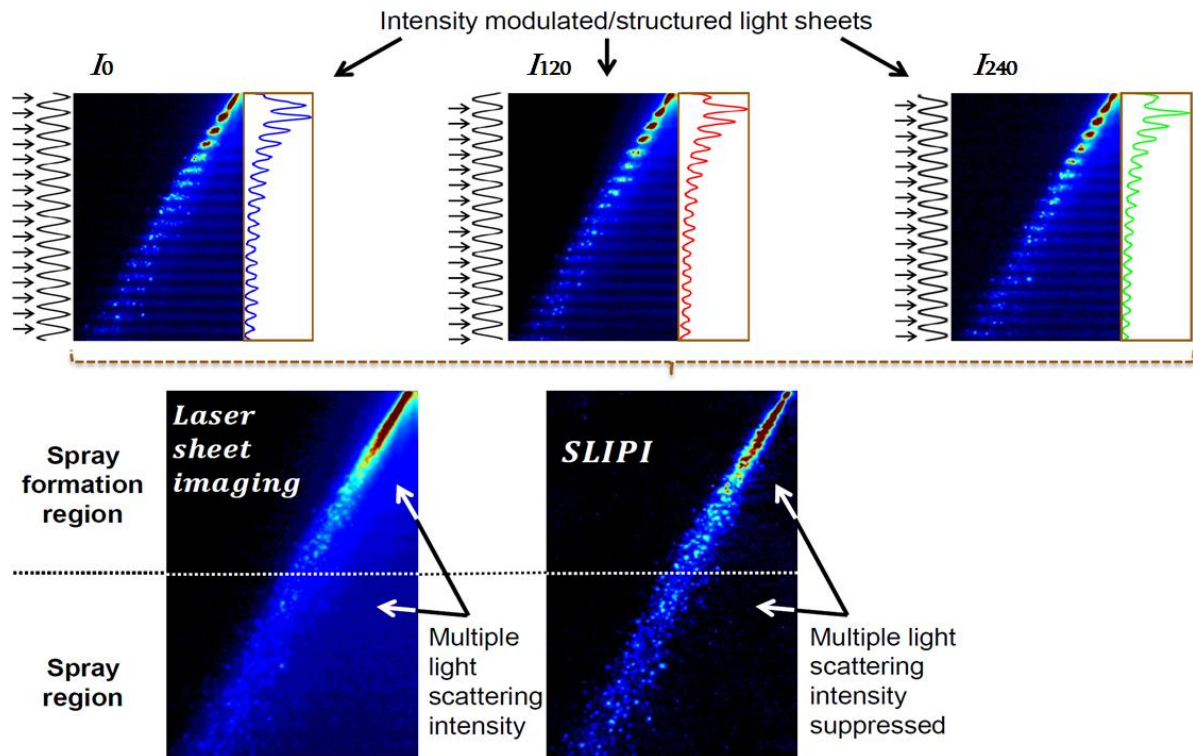 Intensity modulated/structured light sheets
I0
I120
I240
Laser
sheet
imaging
SLIPI
Spray
formation
region
Spray
region
Multiple
light
scattering
intensity
Multiple light
scattering
intensity
suppressed